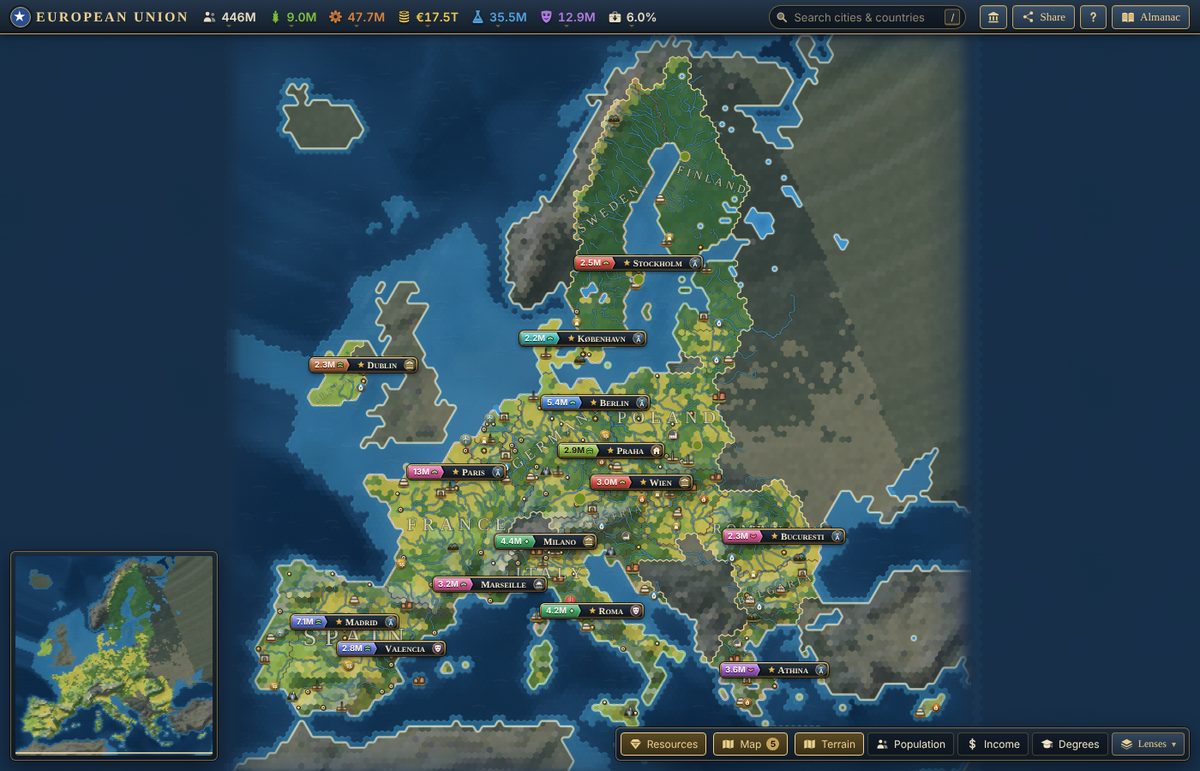 EUROPEAN UNION
446M
9.0M
47.7M
€17.5T
35.5M
12.9M
6.0%
Search cities & countries
/
Share
?
Almanac
FINLAND
SWEDEN
2.5M STOCKHOLM
2.2M KØBENHAVN
2.3M DUBLIN
5.4M BERLIN
POLAND
GERMANY
2.9M PRAHA
13M PARIS
3.0M WIEN
FRANCE
2.3M BUCUREȘTI
4.4M MILANO
ITALY
3.2M MARSEILLE
4.2M ROMA
7.1M MADRID
SPAIN
2.8M VALENCIA
3.6M ATHINA
Resources
Map 5
Terrain
Population
$ Income
Degrees
Lenses